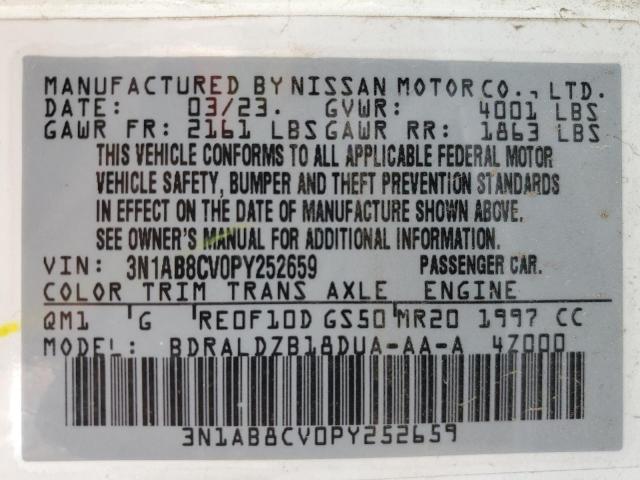 MANUFACTURED BY NISSAN MOTOR CO., LTD.
DATE: 03/23. GVWR: 4001 LBS
GAWR FR: 2161 LBS GAWR RR: 1863 LBS
THIS VEHICLE CONFORMS TO ALL APPLICABLE FEDERAL MOTOR
VEHICLE SAFETY, BUMPER AND THEFT PREVENTION STANDARDS
IN EFFECT ON THE DATE OF MANUFACTURE SHOWN ABOVE.
SEE OWNER'S MANUAL FOR ADDITIONAL INFORMATION.
VIN: 3N1AB8CV0PY252659 PASSENGER CAR.
COLOR TRIM TRANS AXLE ENGINE
QM1 G RE0F10D GS50 MR20 1997 CC
MODEL: BDRALDZB18DUA-AA-A 4Z000
3N1AB8CV0PY252659